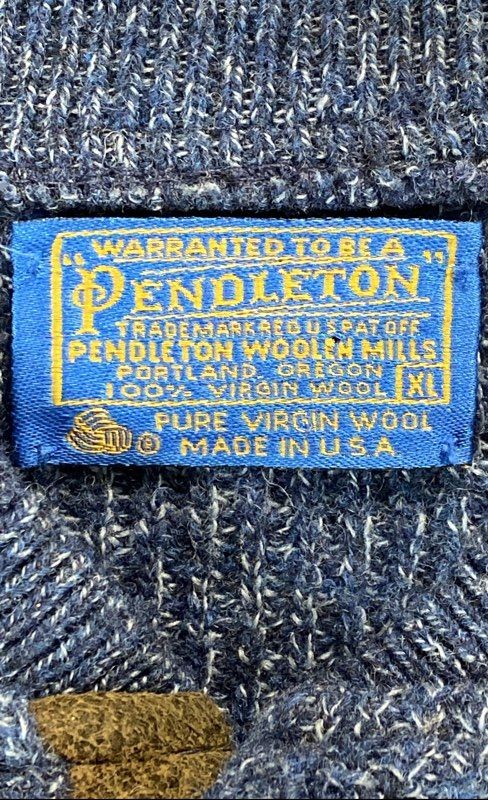 "WARRANTED TO BE A
PENDLETON"
TRADEMARK REG U S PAT OFF
PENDLETON WOOLEN MILLS
PORTLAND, OREGON
100% VIRGIN WOOL XL
® PURE VIRGIN WOOL
MADE IN U S A